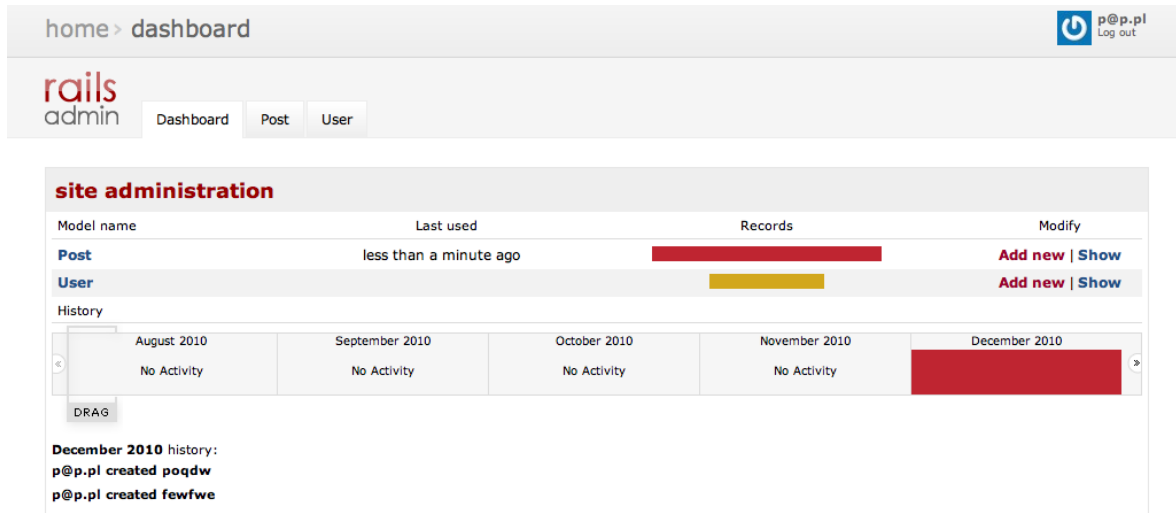 home › dashboard
p@p.pl
Log out
rails
admin
Dashboard Post User
site administration
Model name Last used Records Modify
Post less than a minute ago Add new | Show
User Add new | Show
History
August 2010 September 2010 October 2010 November 2010 December 2010
« No Activity No Activity No Activity No Activity »
DRAG
December 2010 history:
p@p.pl created poqdw
p@p.pl created fewfwe